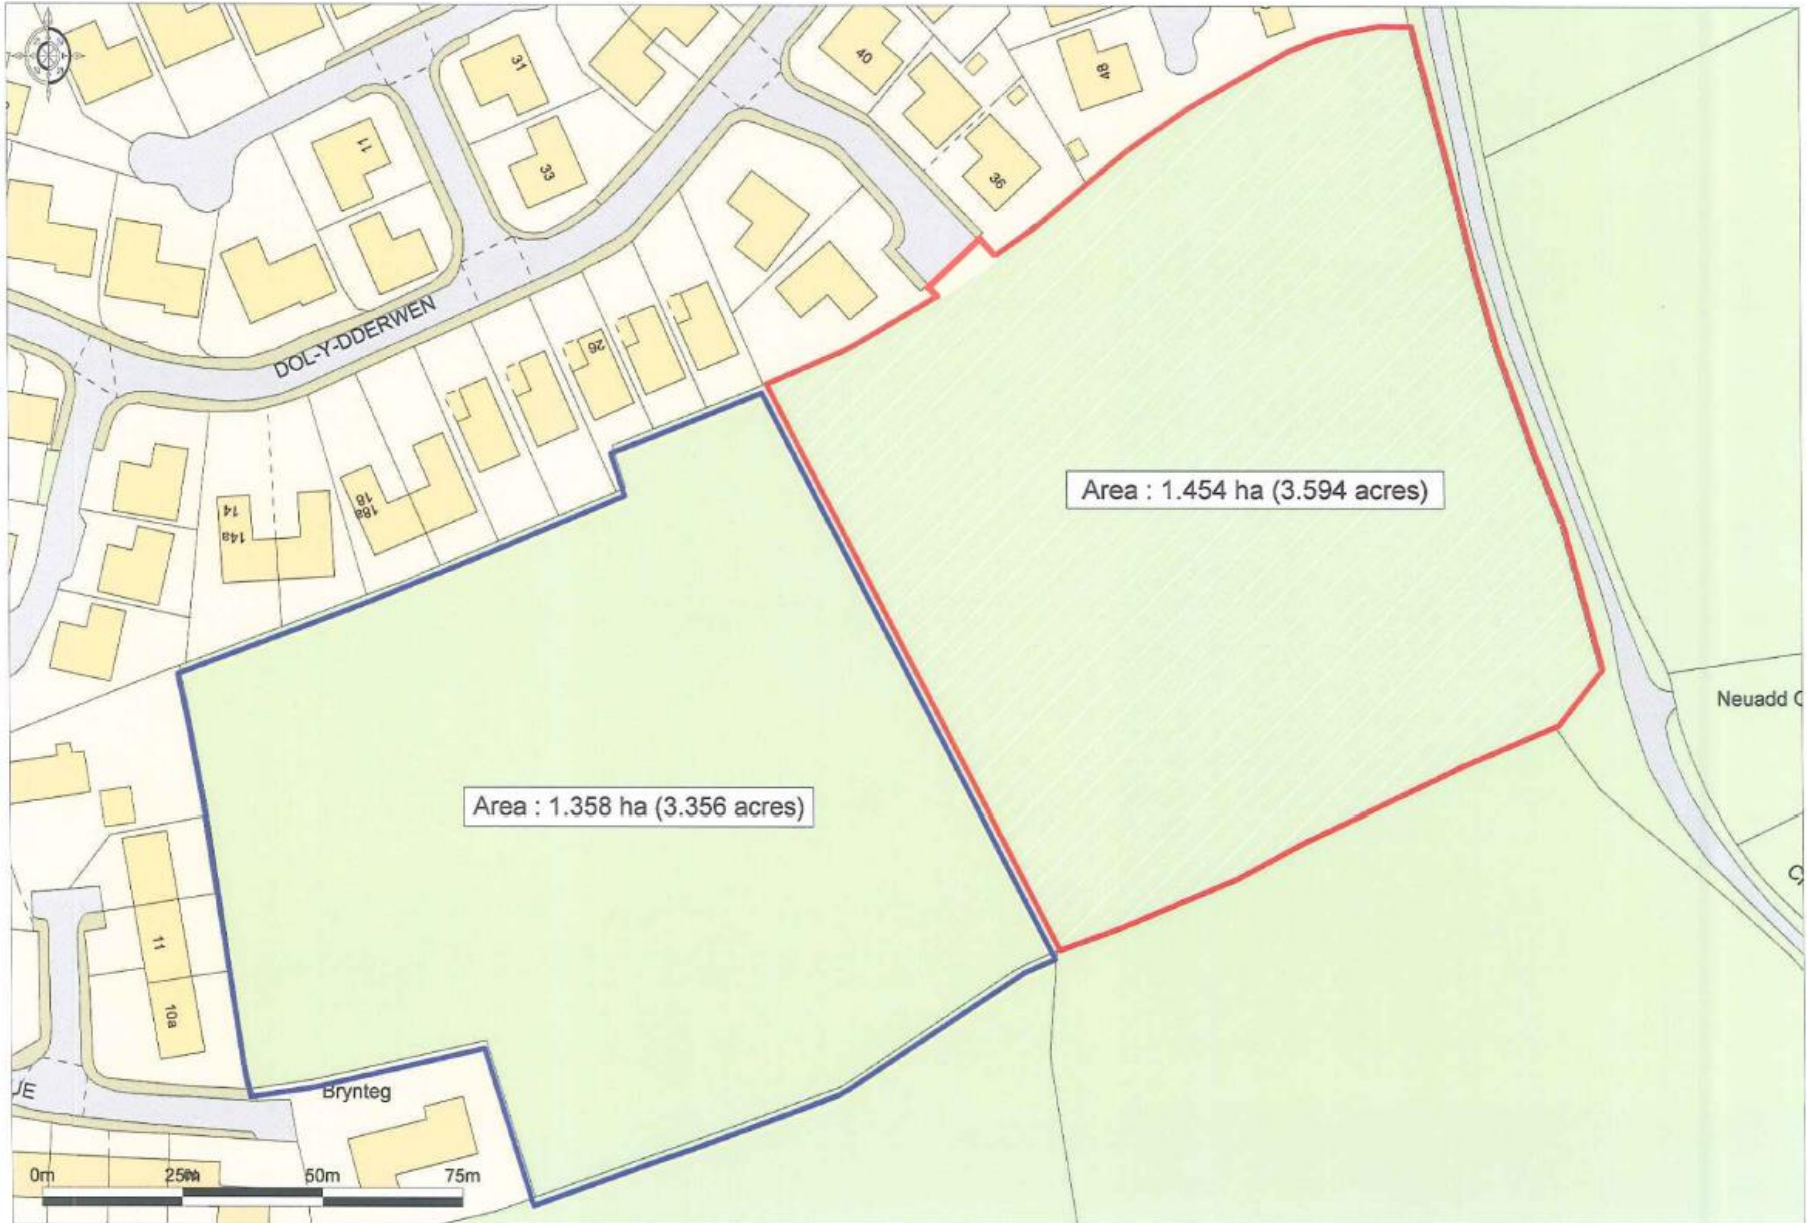 31
40
48
11
33
36
DOL-Y-DDERWEN
26
18
18a
14
14a
Area : 1.454 ha (3.594 acres)
Neuadd
Area : 1.358 ha (3.356 acres)
11
10a
UE
Brynteg
0m
50m
75m